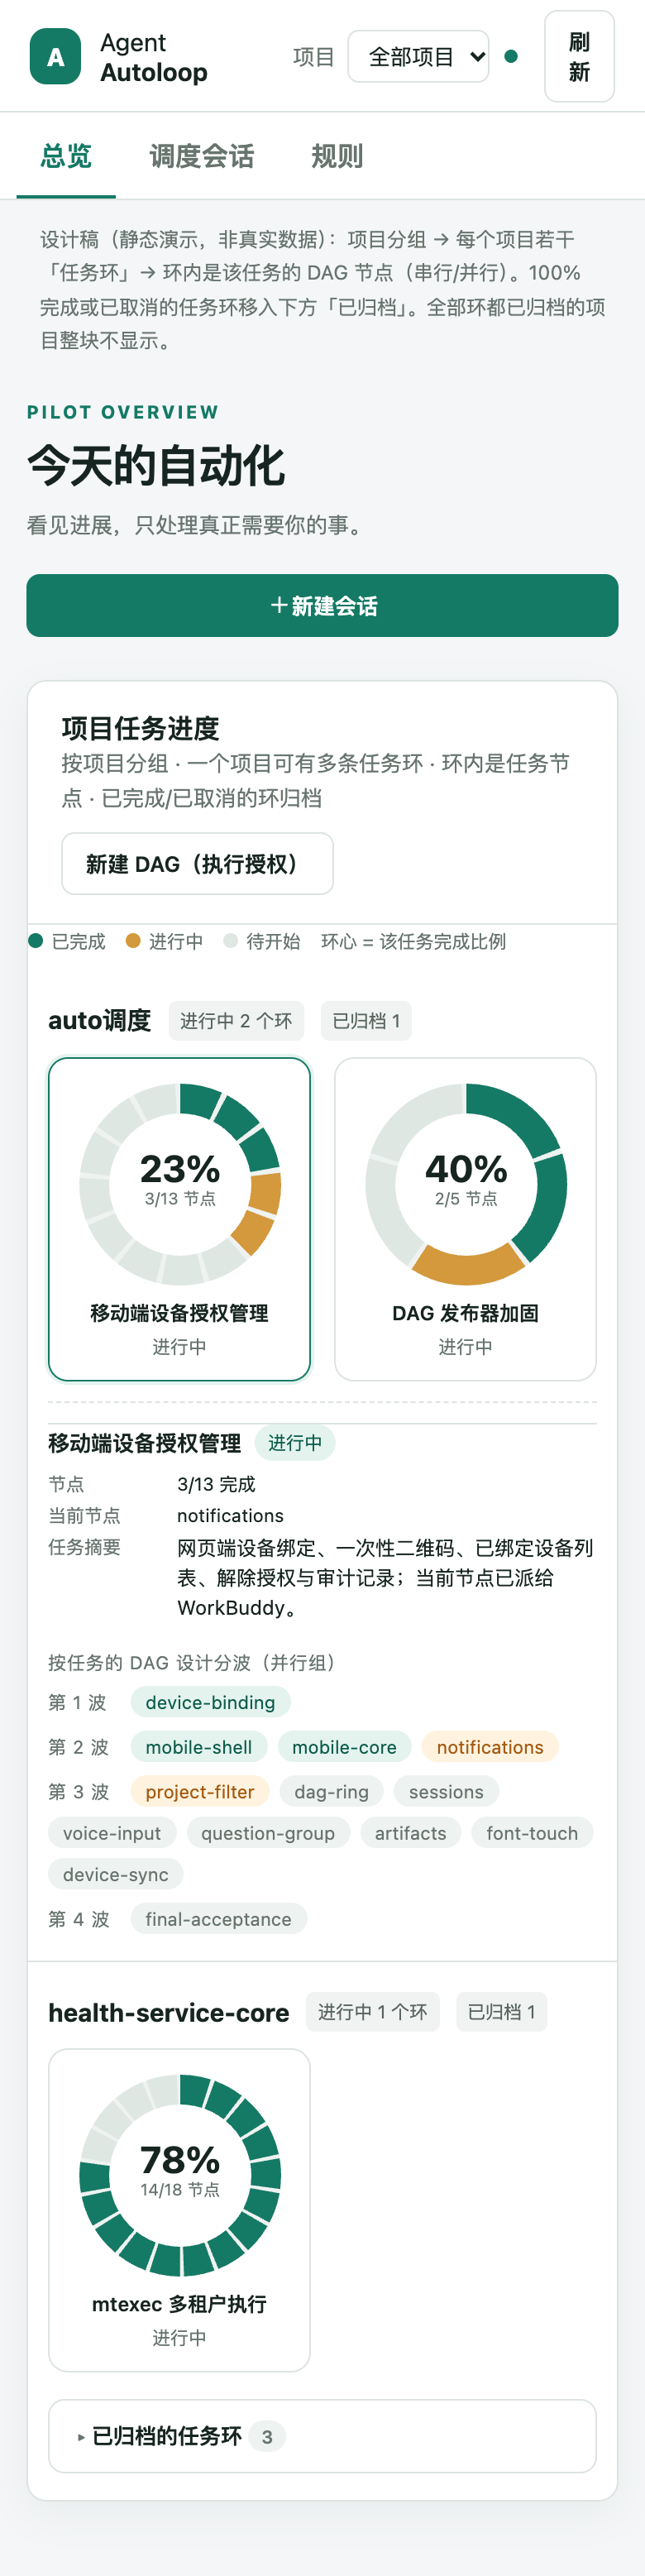 A
Agent
Autoloop
项目
全部项目
刷
新
总览
调度会话
规则
设计稿（静态演示，非真实数据）：项目分组 → 每个项目若干
「任务环」→ 环内是该任务的 DAG 节点（串行/并行）。100%
完成或已取消的任务环移入下方「已归档」。全部环都已归档的项
目整块不显示。
PILOT OVERVIEW
今天的自动化
看见进展，只处理真正需要你的事。
＋新建会话
项目任务进度
按项目分组 · 一个项目可有多条任务环 · 环内是任务节
点 · 已完成/已取消的环归档
新建 DAG（执行授权）
已完成
进行中
待开始
环心 = 该任务完成比例
auto调度
进行中 2 个环
已归档 1
23%
3/13 节点
移动端设备授权管理
进行中
40%
2/5 节点
DAG 发布器加固
进行中
移动端设备授权管理
进行中
节点
3/13 完成
当前节点
notifications
任务摘要
网页端设备绑定、一次性二维码、已绑定设备列
表、解除授权与审计记录；当前节点已派给
WorkBuddy。
按任务的 DAG 设计分波（并行组）
第 1 波
device-binding
第 2 波
mobile-shell
mobile-core
notifications
第 3 波
project-filter
dag-ring
sessions
voice-input
question-group
artifacts
font-touch
device-sync
第 4 波
final-acceptance
health-service-core
进行中 1 个环
已归档 1
78%
14/18 节点
mtexec 多租户执行
进行中
▸ 已归档的任务环
3